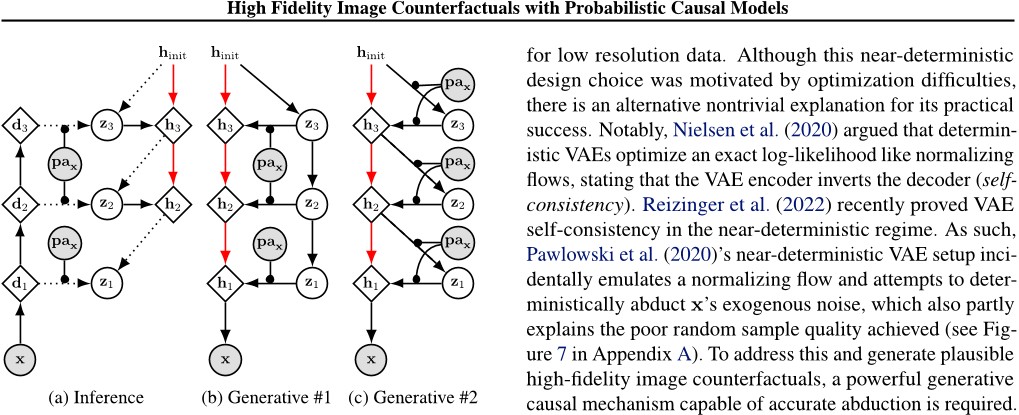 High Fidelity Image Counterfactuals with Probabilistic Causal Models
h_init
h_init
h_init
pa_x
d_3
z_3
h_3
h_3
z_3
h_3
z_3
pa_x
pa_x
pa_x
d_2
z_2
h_2
h_2
z_2
h_2
z_2
pa_x
pa_x
pa_x
d_1
z_1
h_1
z_1
h_1
z_1
x
x
x
(a) Inference
(b) Generative #1
(c) Generative #2
for low resolution data. Although this near-deterministic
design choice was motivated by optimization difficulties,
there is an alternative nontrivial explanation for its practical
success. Notably, Nielsen et al. (2020) argued that determin-
istic VAEs optimize an exact log-likelihood like normalizing
flows, stating that the VAE encoder inverts the decoder (self-
consistency). Reizinger et al. (2022) recently proved VAE
self-consistency in the near-deterministic regime. As such,
Pawlowski et al. (2020)'s near-deterministic VAE setup inci-
dentally emulates a normalizing flow and attempts to deter-
ministically abduct x's exogenous noise, which also partly
explains the poor random sample quality achieved (see Fig-
ure 7 in Appendix A). To address this and generate plausible
high-fidelity image counterfactuals, a powerful generative
causal mechanism capable of accurate abduction is required.